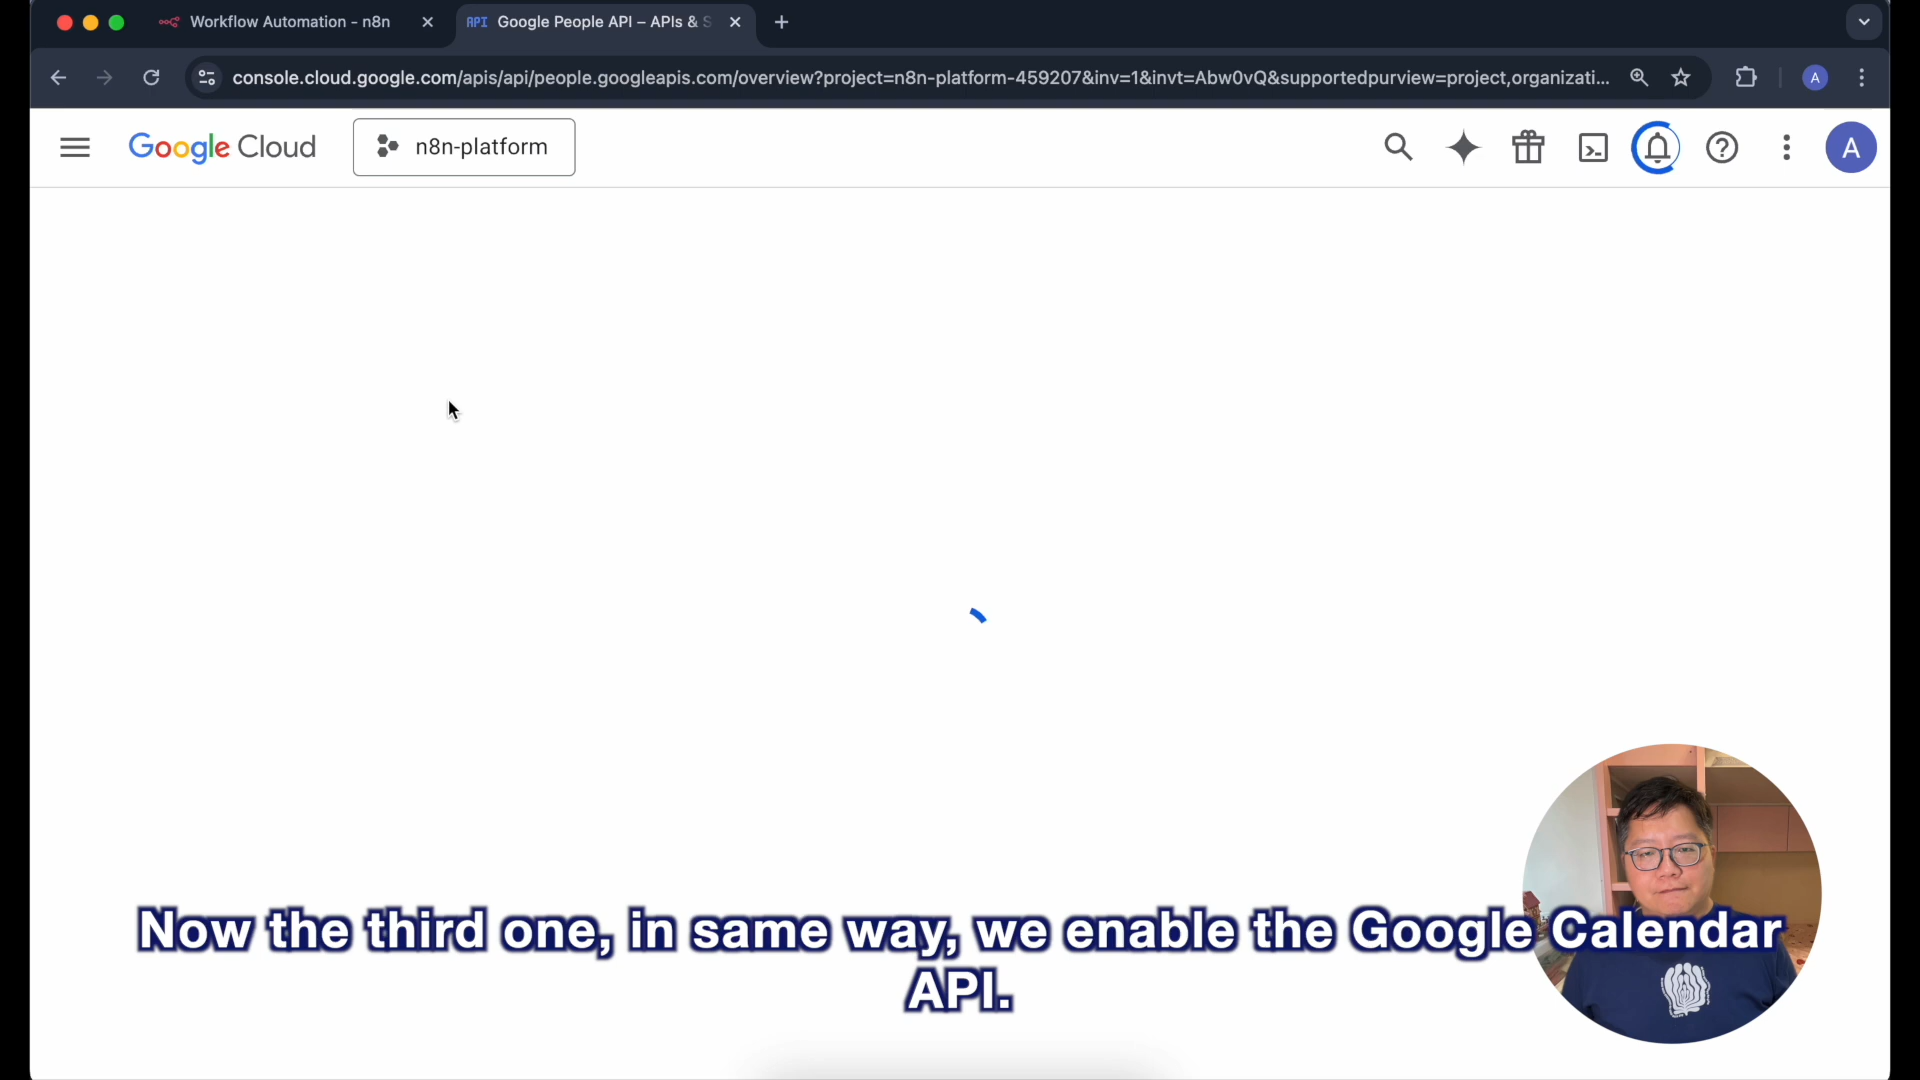 Workflow Automation - n8n
API Google People API – APIs & S
console.cloud.google.com/apis/api/people.googleapis.com/overview?project=n8n-platform-459207&inv=1&invt=Abw0vQ&supportedpurview=project,organizati...
A
Google Cloud
n8n-platform
A
Now the third one, in same way, we enable the Google Calendar
API.